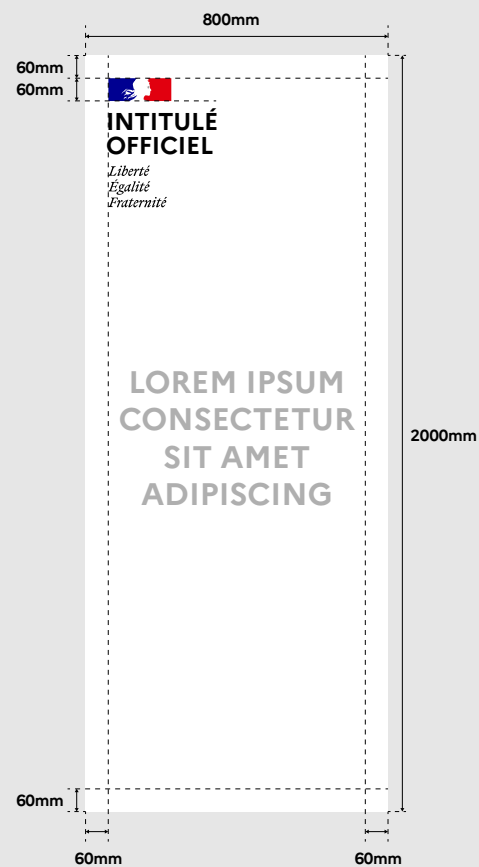 800mm
60mm
60mm
INTITULÉ
OFFICIEL
Liberté
Égalité
Fraternité
LOREM IPSUM
CONSECTETUR
SIT AMET
ADIPISCING
2000mm
60mm
60mm
60mm